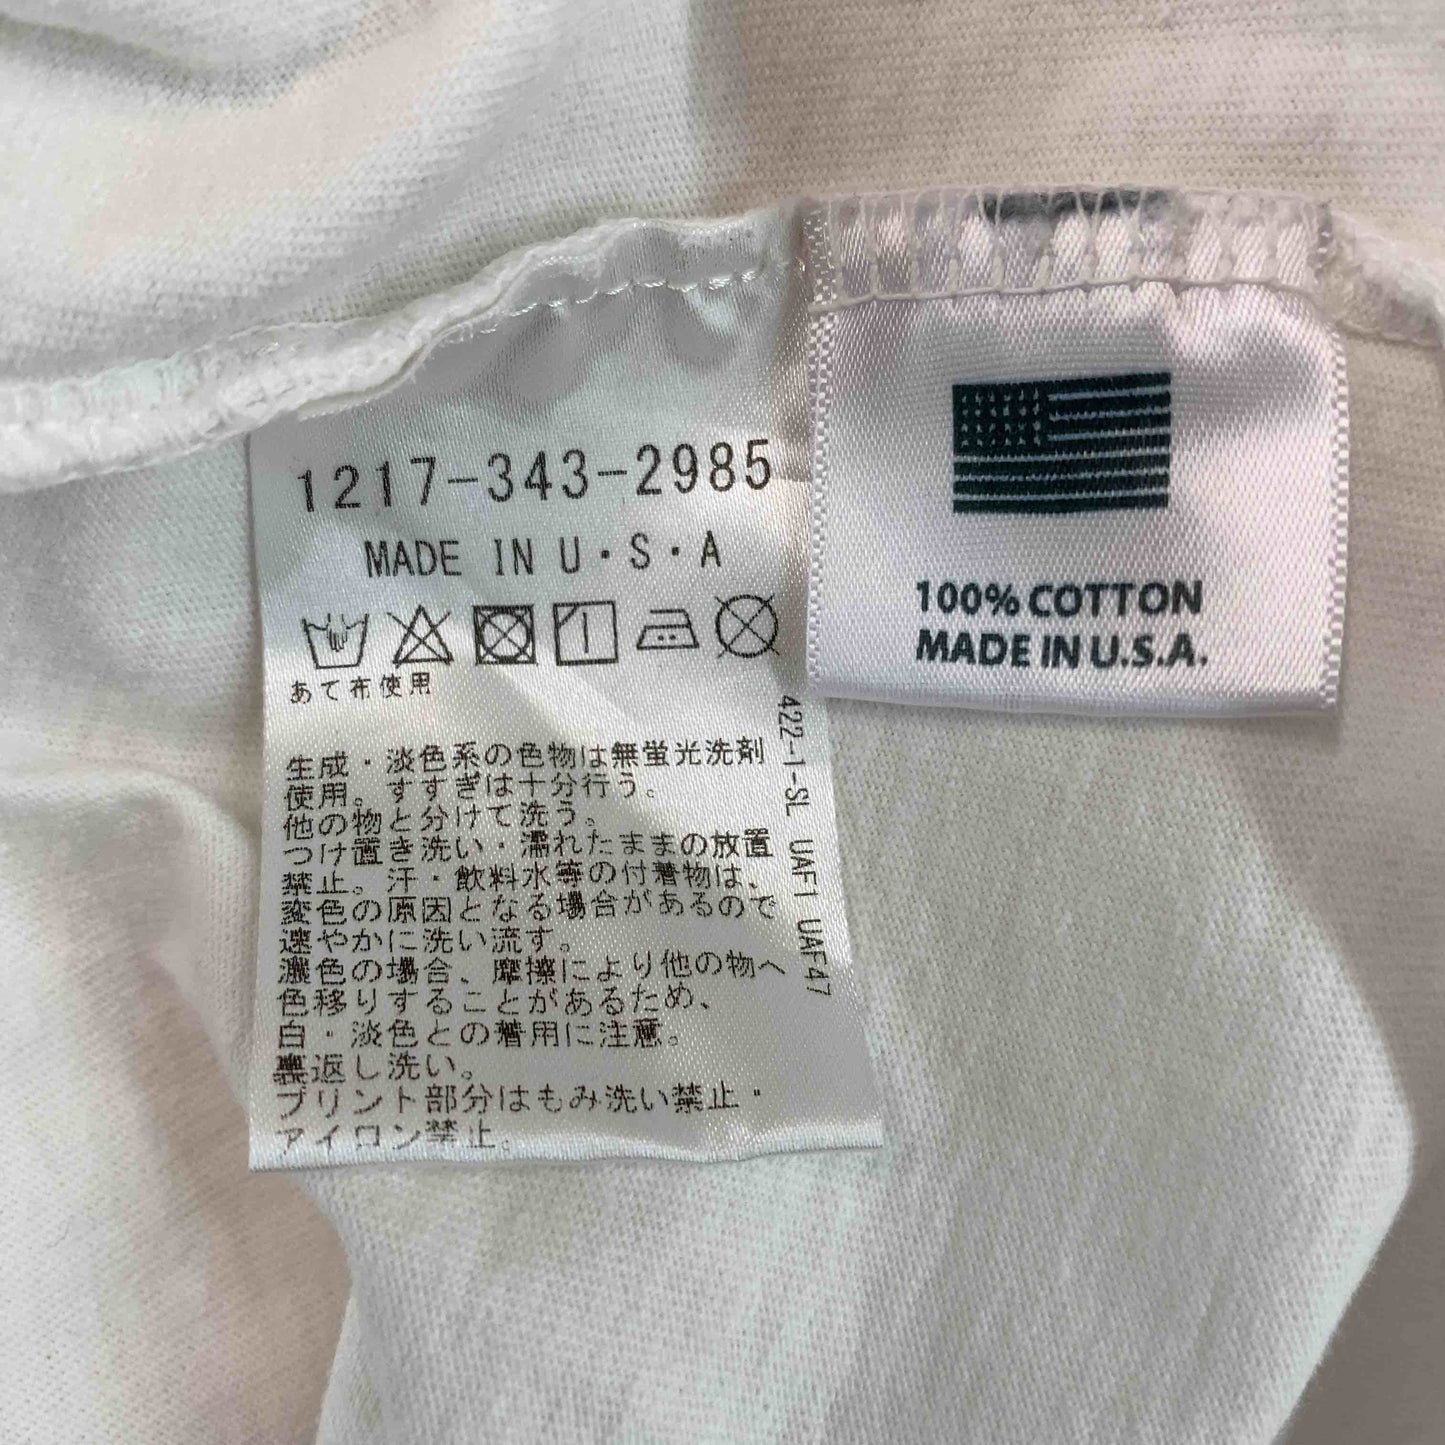 1217-343-2985
MADE IN U・S・A
あて布使用
生成・淡色系の色物は無蛍光洗剤
使用。すすぎは十分行う。
他の物と分けて洗う。
つけ置き洗い・濡れたままの放置
禁止。汗・飲料水等の付着物は、
変色の原因となる場合があるので
速やかに洗い流す。
濃色の場合、摩擦により他の物へ
色移りすることがあるため、
白・淡色との着用に注意。
裏返し洗い。
プリント部分はもみ洗い禁止・
アイロン禁止。
422-1-SL UAF1 UAF47
100% COTTON
MADE IN U.S.A.